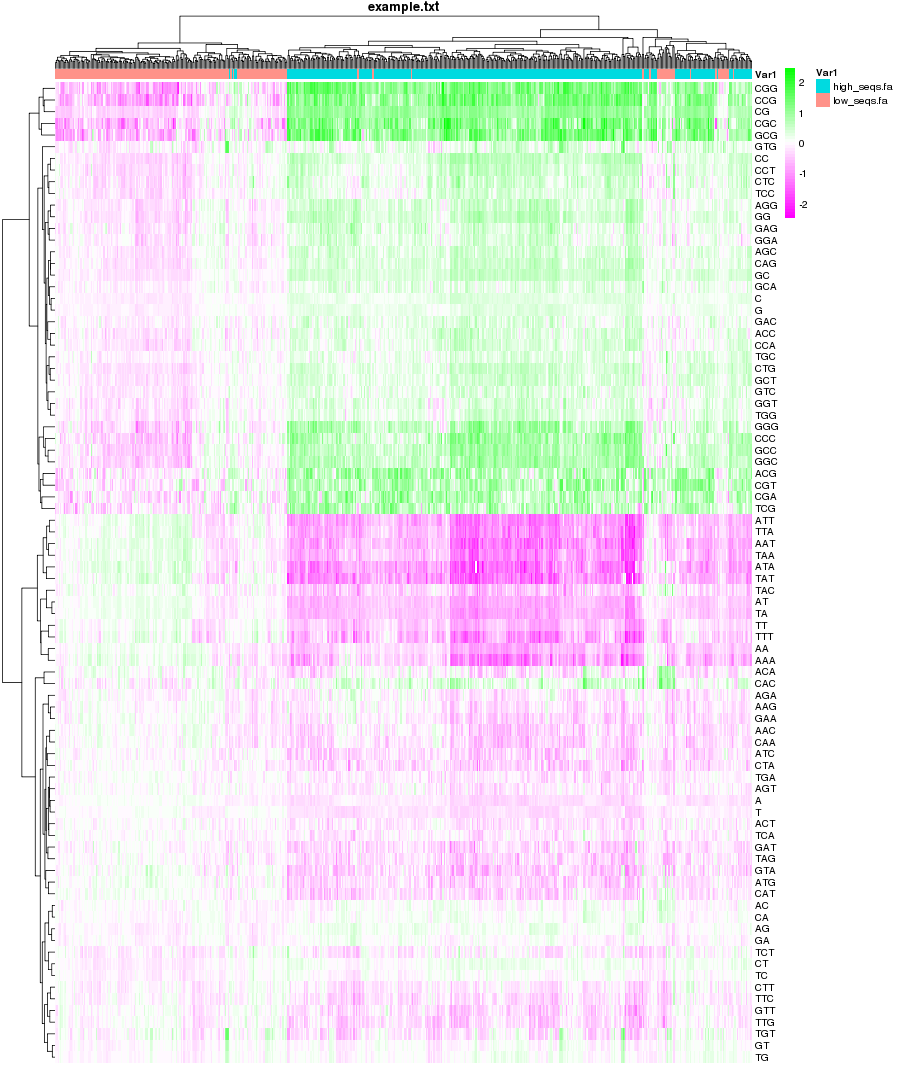 example.txt
Var1
CGG
CCG
CG
CGC
GCG
GTG
CC
CCT
CTC
TCC
AGG
GG
GAG
GGA
AGC
CAG
GC
GCA
C
G
GAC
ACC
CCA
TGC
CTG
GCT
GTC
GGT
TGG
GGG
CCC
GCC
GGC
ACG
CGT
CGA
TCG
ATT
TTA
AAT
TAA
ATA
TAT
TAC
AT
TA
TT
TTT
AA
AAA
ACA
CAC
AGA
AAG
GAA
AAC
CAA
ATC
CTA
TGA
AGT
A
T
ACT
TCA
GAT
TAG
GTA
ATG
CAT
AC
CA
AG
GA
TCT
CT
TC
CTT
TTC
GTT
TTG
TGT
GT
TG
2
1
0
-1
-2
Var1
high_seqs.fa
low_seqs.fa